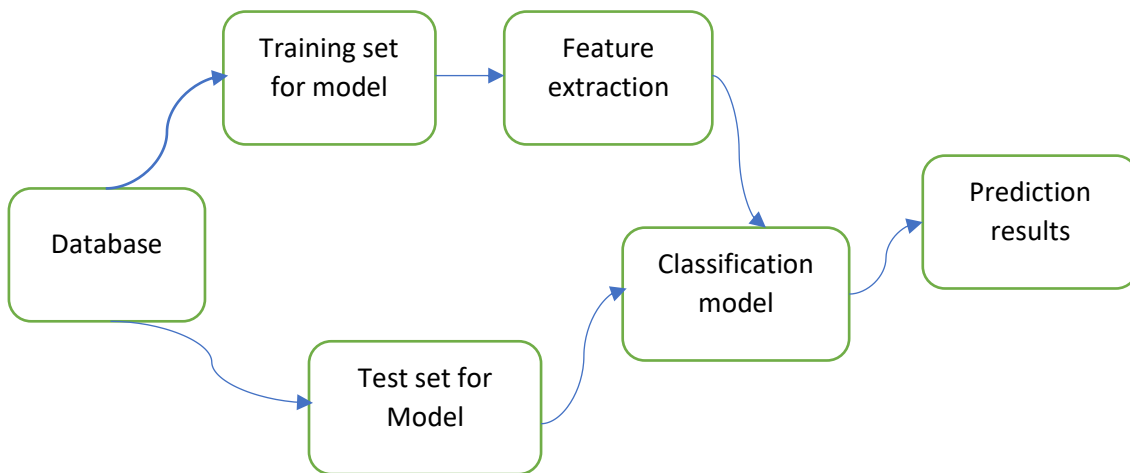 Training set
for model
Feature
extraction
Database
Prediction
results
Classification
model
Test set for
Model